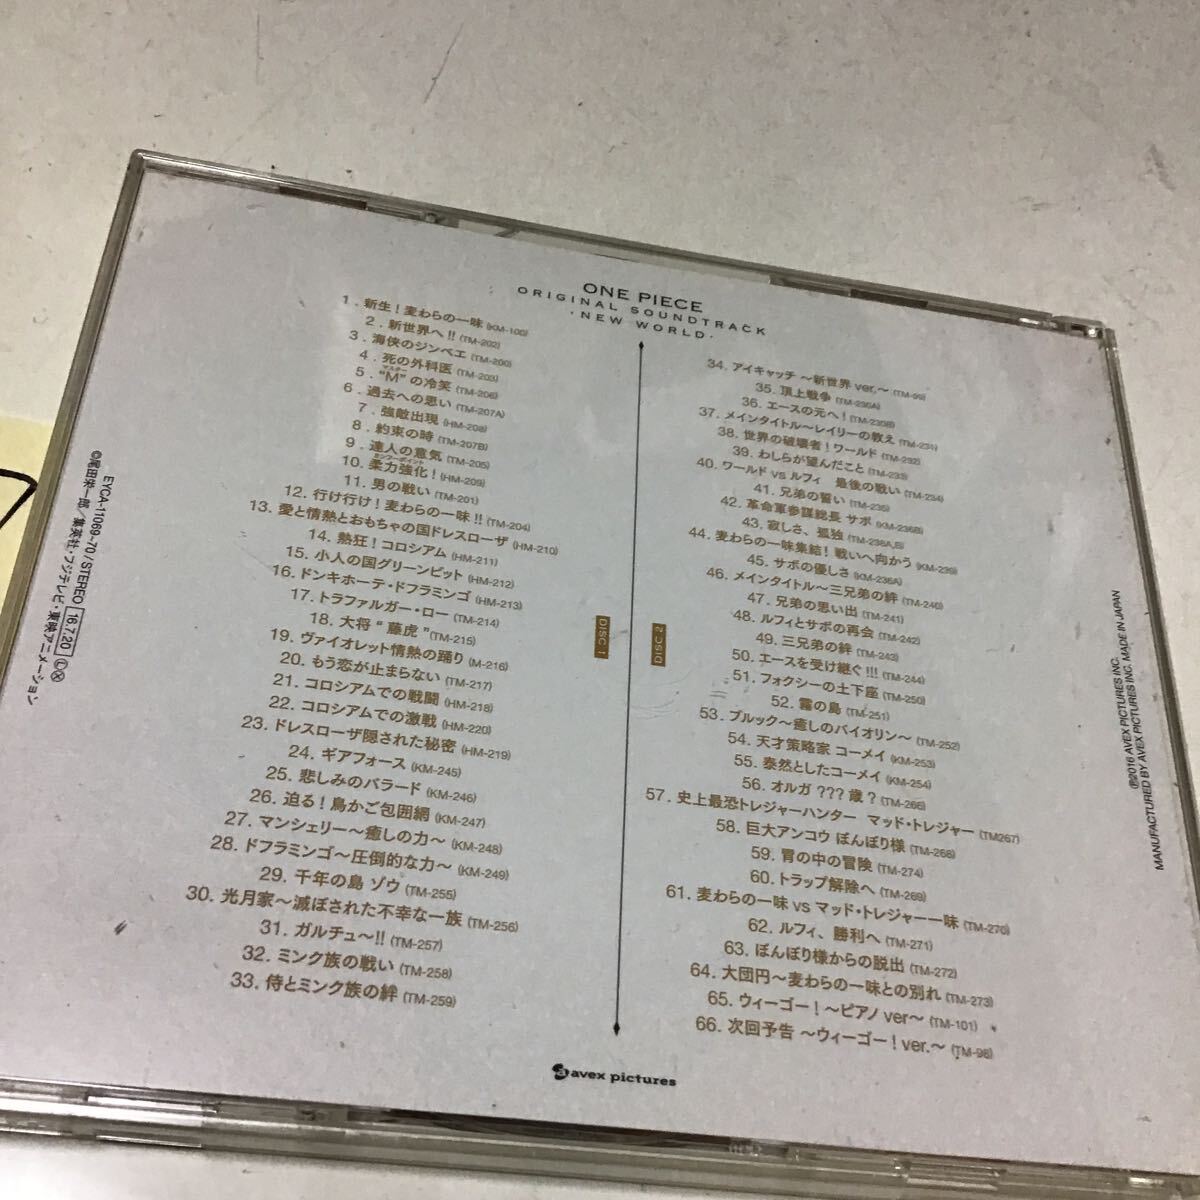 ONE PIECE
ORIGINAL SOUNDTRACK
・NEW WORLD・
1. 新生！麦わらの一味 (KM-100)
2. 新世界へ!! (TM-202)
3. 海侠のジンベエ (TM-200)
4. 死の外科医 (TM-203)
5. “M”の冷笑 (TM-206)
マスター
6. 過去への思い (TM-207A)
7. 強敵出現 (HM-208)
8. 約束の時 (TM-207B)
9. 達人の意気 (TM-205)
10. 柔力強化！ (HM-209)
11. 男の戦い (TM-201)
12. 行け行け！麦わらの一味!! (TM-204)
13. 愛と情熱とおもちゃの国ドレスローザ (HM-210)
14. 熱狂！コロシアム (HM-211)
15. 小人の国グリーンビット (HM-212)
16. ドンキホーテ・ドフラミンゴ (HM-213)
17. トラファルガー・ロー (TM-214)
18. 大将“藤虎”(TM-215)
19. ヴァイオレット情熱の踊り (M-216)
20. もう恋が止まらない (TM-217)
21. コロシアムでの戦闘 (HM-218)
22. コロシアムでの激戦 (HM-220)
23. ドレスローザ隠された秘密 (HM-219)
24. ギアフォース (KM-245)
25. 悲しみのバラード (KM-246)
26. 迫る！鳥かご包囲網 (KM-247)
27. マンシェリー〜癒しの力〜 (KM-248)
28. ドフラミンゴ〜圧倒的な力〜 (KM-249)
29. 千年の島 ゾウ (TM-255)
30. 光月家〜滅ぼされた不幸な一族 (TM-256)
31. ガルチュ〜!! (TM-257)
32. ミンク族の戦い (TM-258)
33. 侍とミンク族の絆 (TM-259)
DISC 1
DISC 2
34. アイキャッチ 〜新世界 ver.〜 (TM-99)
35. 頂上戦争 (TM-230A)
36. エースの元へ！ (TM-230B)
37. メインタイトル〜レイリーの教え (TM-231)
38. 世界の破壊者！ワールド (TM-232)
39. わしらが望んだこと (TM-233)
40. ワールド vs ルフィ 最後の戦い (TM-234)
41. 兄弟の誓い (TM-235)
42. 革命軍参謀総長 サボ (KM-236B)
43. 寂しさ、孤独 (TM-238A,B)
44. 麦わらの一味集結！戦いへ向かう (KM-239)
45. サボの優しさ (KM-236A)
46. メインタイトル〜三兄弟の絆 (TM-240)
47. 兄弟の思い出 (TM-241)
48. ルフィとサボの再会 (TM-242)
49. 三兄弟の絆 (TM-243)
50. エースを受け継ぐ!!! (TM-244)
51. フォクシーの土下座 (TM-250)
52. 霧の島 (TM-251)
53. ブルック〜癒しのバイオリン〜 (TM-252)
54. 天才策略家 コーメイ (KM-253)
55. 泰然としたコーメイ (KM-254)
56. オルガ ??? 歳？ (TM-266)
57. 史上最恐トレジャーハンター マッド・トレジャー (TM267)
58. 巨大アンコウ ぼんぼり様 (TM-268)
59. 胃の中の冒険 (TM-274)
60. トラップ解除へ (TM-269)
61. 麦わらの一味 vs マッド・トレジャー一味 (TM-270)
62. ルフィ、勝利へ (TM-271)
63. ぼんぼり様からの脱出 (TM-272)
64. 大団円〜麦わらの一味との別れ (TM-273)
65. ウィーゴー！〜ピアノ ver〜 (TM-101)
66. 次回予告 〜ウィーゴー！ver.〜 (TM-98)
avex pictures
EYCA-11069~70 / STEREO 16.7.20
©尾田栄一郎／集英社・フジテレビ・東映アニメーション
℗2016 AVEX PICTURES INC.
MANUFACTURED BY AVEX PICTURES INC. MADE IN JAPAN